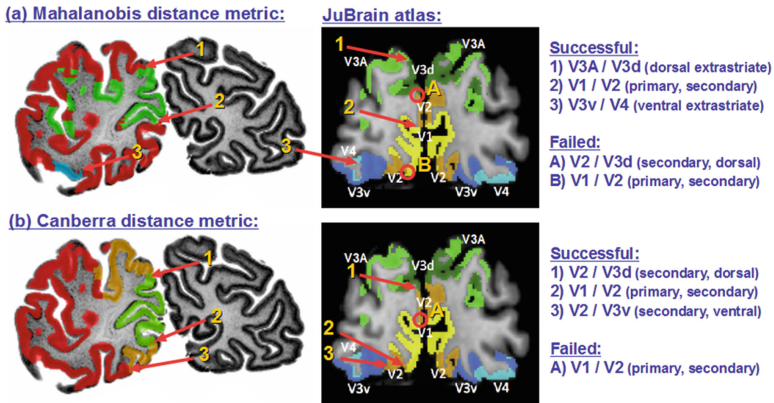 (a) Mahalanobis distance metric:
JuBrain atlas:
1
2
3
3
1
V3A
V3d
V3A
A
V2
2
V1
V4
B
V2
V2
V3v
V3v
V4
Successful:
1) V3A / V3d (dorsal extrastriate)
2) V1 / V2 (primary, secondary)
3) V3v / V4 (ventral extrastriate)
Failed:
A) V2 / V3d (secondary, dorsal)
B) V1 / V2 (primary, secondary)
(b) Canberra distance metric:
1
2
3
V3A
V3d
V3A
1
V2
A
V1
2
V4
3
V2
V2
V3v
V3v
V4
Successful:
1) V2 / V3d (secondary, dorsal)
2) V1 / V2 (primary, secondary)
3) V2 / V3v (secondary, ventral)
Failed:
A) V1 / V2 (primary, secondary)